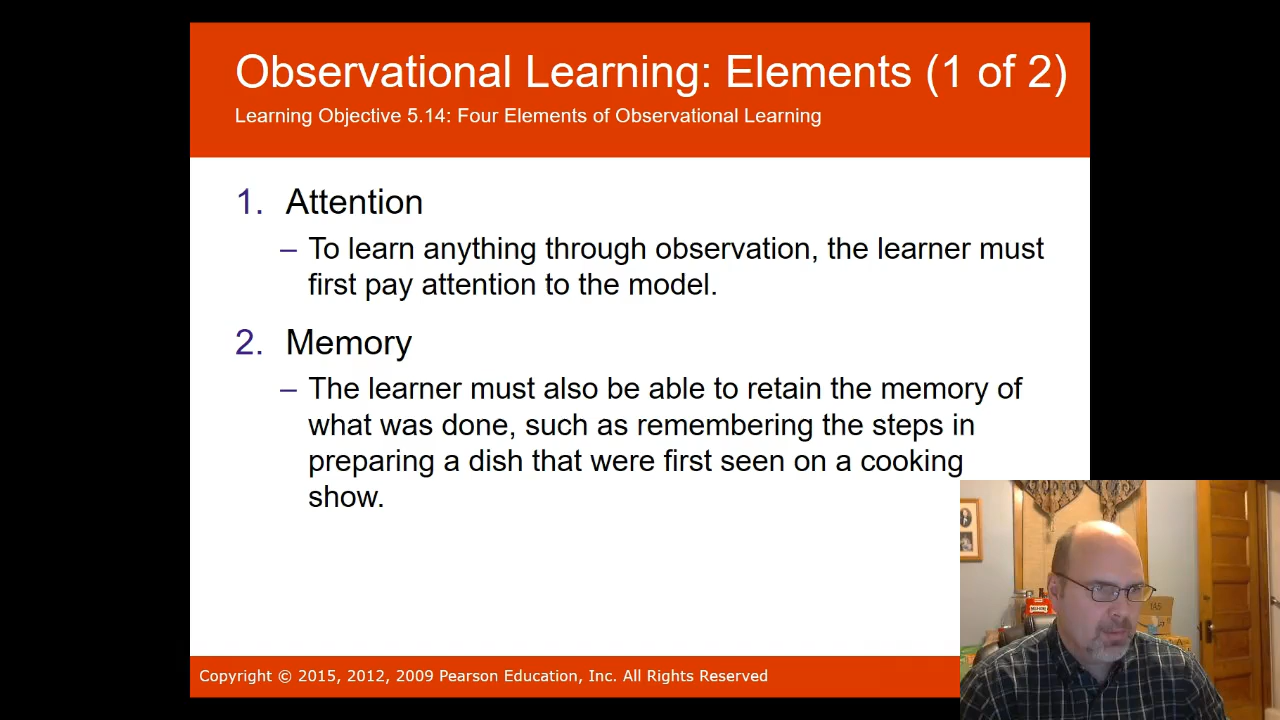 Observational Learning: Elements (1 of 2)
Learning Objective 5.14: Four Elements of Observational Learning
1. Attention
– To learn anything through observation, the learner must
first pay attention to the model.
2. Memory
– The learner must also be able to retain the memory of
what was done, such as remembering the steps in
preparing a dish that were first seen on a cooking
show.
Copyright © 2015, 2012, 2009 Pearson Education, Inc. All Rights Reserved